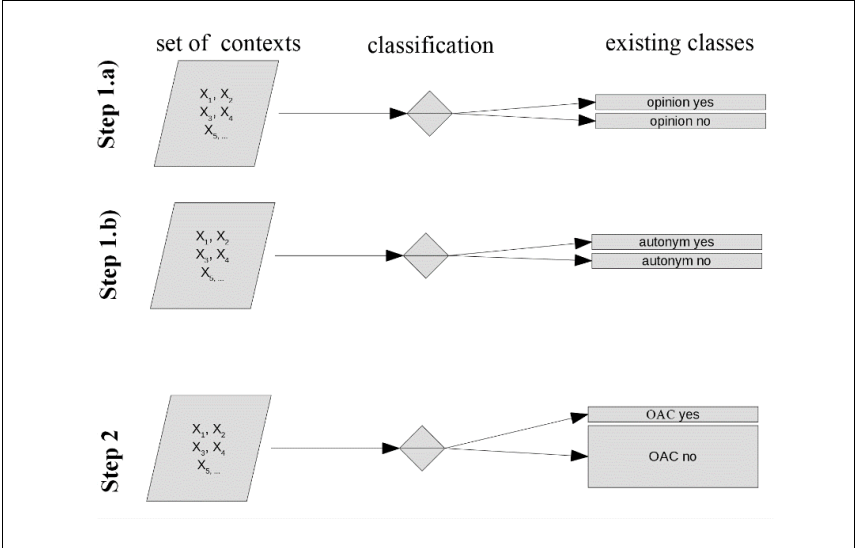 set of contexts classification existing classes
Step 1.a)
X1, X2
X3, X4
X5, ...
opinion yes
opinion no
Step 1.b)
X1, X2
X3, X4
X5, ...
autonym yes
autonym no
Step 2
X1, X2
X3, X4
X5, ...
OAC yes
OAC no